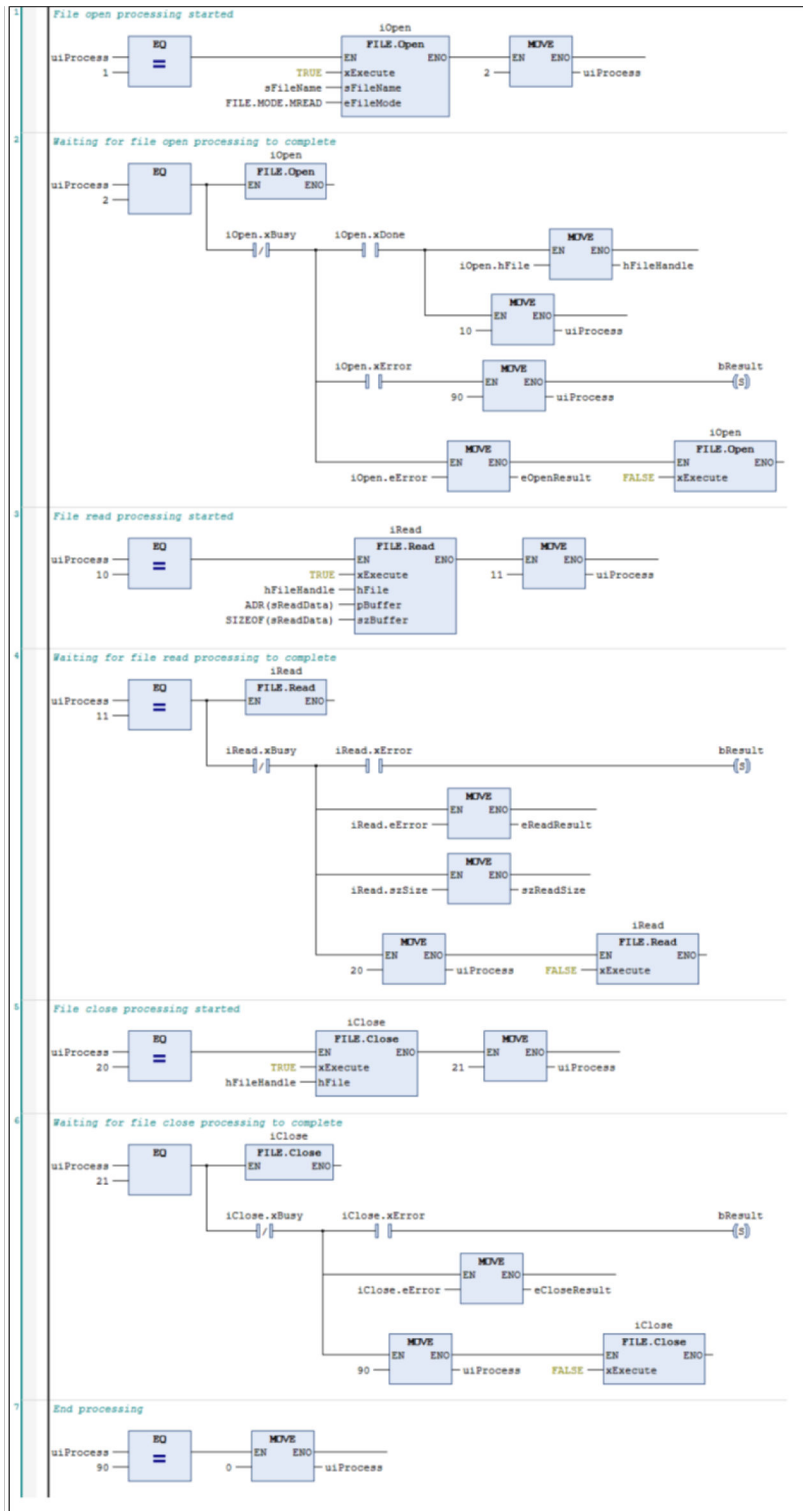 1
File open processing started
iOpen
EQ FILE.Open MOVE
uiProcess = EN ENO EN ENO
1 TRUE xExecute 2 uiProcess
sFileName sFileName
FILE.MODE.MREAD eFileMode
2
Waiting for file open processing to complete
iOpen
EQ FILE.Open
uiProcess EN ENO
2
iOpen.xBusy iOpen.xDone MOVE
EN ENO
iOpen.hFile hFileHandle
MOVE
EN ENO
10 uiProcess
iOpen.xError MOVE bResult
EN ENO S
90 uiProcess
iOpen
MOVE FILE.Open
EN ENO EN ENO
iOpen.eError eOpenResult FALSE xExecute
3
File read processing started
iRead
EQ FILE.Read MOVE
uiProcess = EN ENO EN ENO
10 TRUE xExecute 11 uiProcess
hFileHandle hFile
ADR(sReadData) pBuffer
SIZEOF(sReadData) szBuffer
4
Waiting for file read processing to complete
iRead
EQ FILE.Read
uiProcess = EN ENO
11
iRead.xBusy iRead.xError bResult
S
MOVE
EN ENO
iRead.eError eReadResult
MOVE
EN ENO
iRead.szSize szReadSize
iRead
MOVE FILE.Read
EN ENO EN ENO
20 uiProcess FALSE xExecute
5
File close processing started
iClose
EQ FILE.Close MOVE
uiProcess = EN ENO EN ENO
20 TRUE xExecute 21 uiProcess
hFileHandle hFile
6
Waiting for file close processing to complete
iClose
EQ FILE.Close
uiProcess EN ENO
21
iClose.xBusy iClose.xError bResult
S
MOVE
EN ENO
iClose.eError eCloseResult
iClose
MOVE FILE.Close
EN ENO EN ENO
90 uiProcess FALSE xExecute
7
End processing
EQ MOVE
uiProcess = EN ENO
90 0 uiProcess